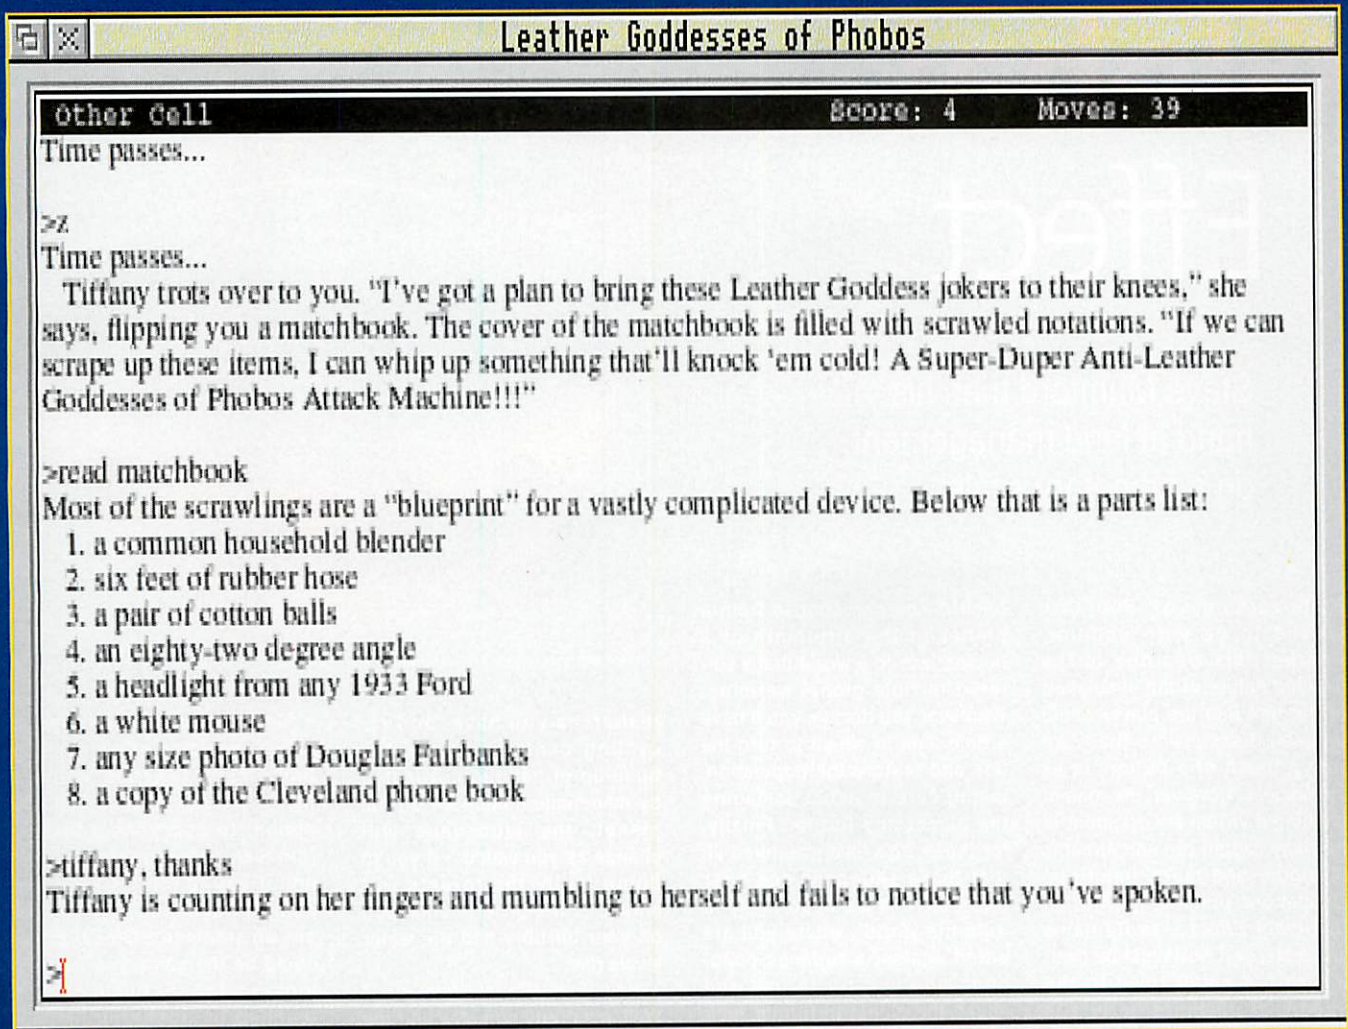 Leather Goddesses of Phobos
Other Cell Score: 4 Moves: 39
Time passes...
>z
Time passes...
Tiffany trots over to you. “I've got a plan to bring these Leather Goddess jokers to their knees,” she
says, flipping you a matchbook. The cover of the matchbook is filled with scrawled notations. “If we can
scrape up these items, I can whip up something that'll knock 'em cold! A Super-Duper Anti-Leather
Goddesses of Phobos Attack Machine!!!”
>read matchbook
Most of the scrawlings are a “blueprint” for a vastly complicated device. Below that is a parts list:
1. a common household blender
2. six feet of rubber hose
3. a pair of cotton balls
4. an eighty-two degree angle
5. a headlight from any 1933 Ford
6. a white mouse
7. any size photo of Douglas Fairbanks
8. a copy of the Cleveland phone book
>tiffany, thanks
Tiffany is counting on her fingers and mumbling to herself and fails to notice that you've spoken.
>